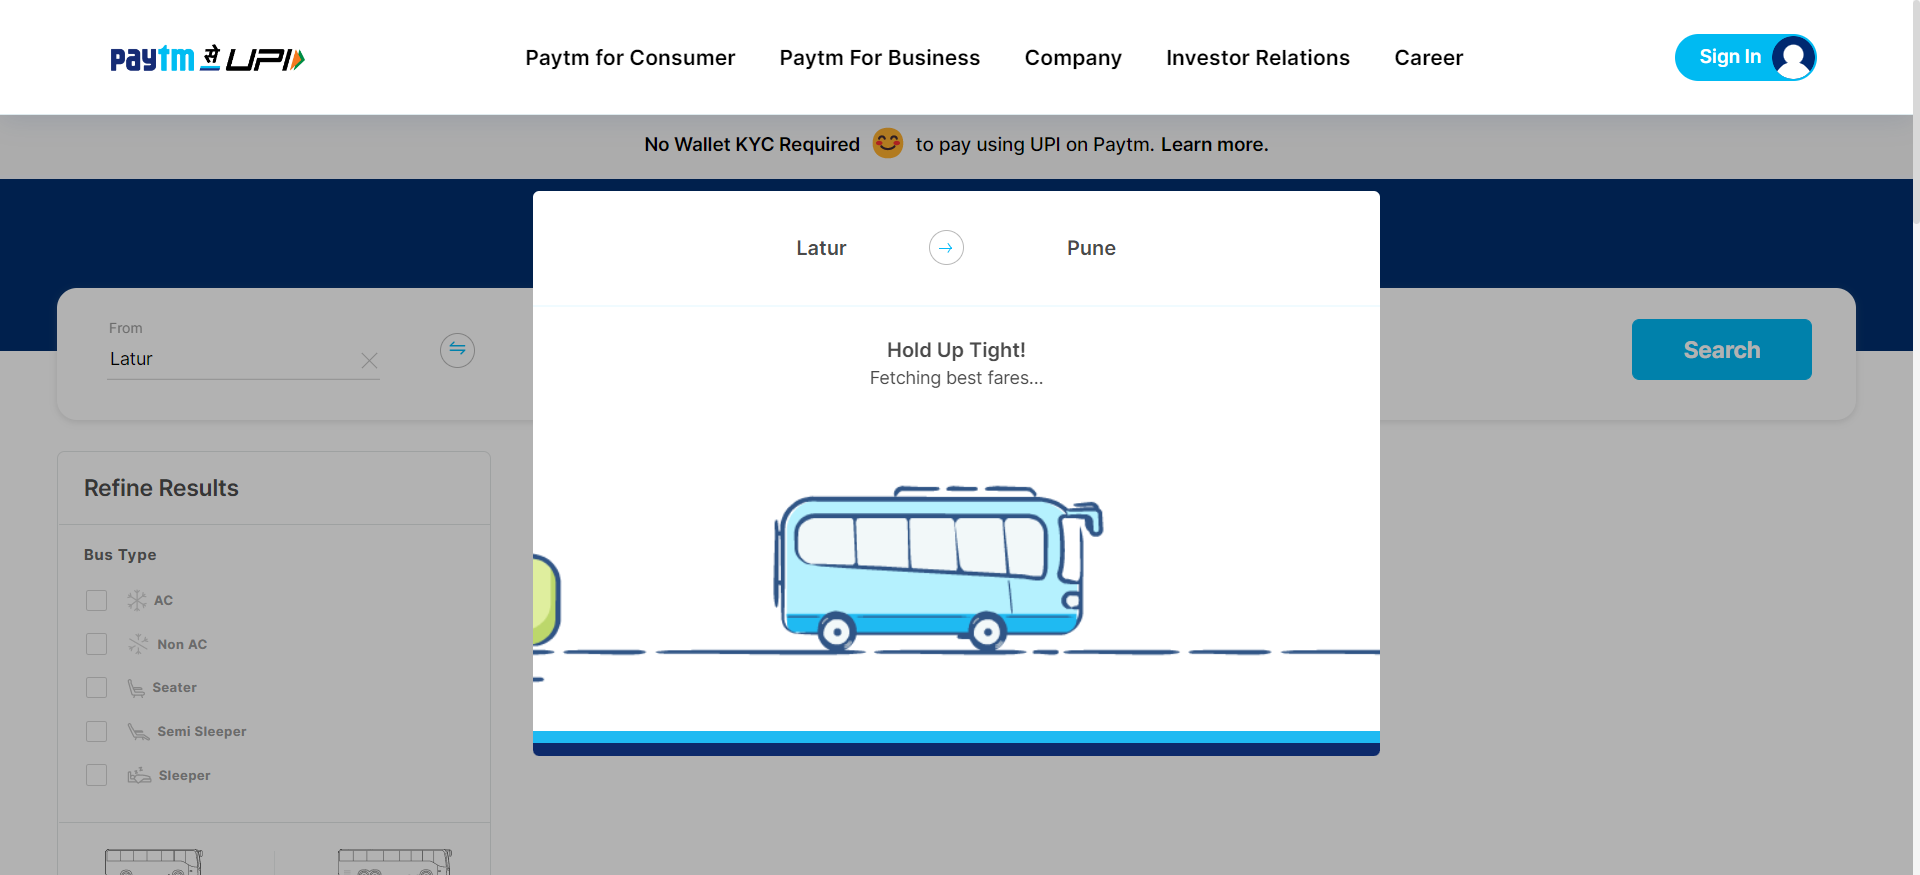 paytm से UPI
Paytm for Consumer
Paytm For Business
Company
Investor Relations
Career
Sign In
No Wallet KYC Required 😊 to pay using UPI on Paytm. Learn more.
Latur
Pune
Hold Up Tight!
Fetching best fares...
From
Latur
Search
Refine Results
Bus Type
AC
Non AC
Seater
Semi Sleeper
Sleeper